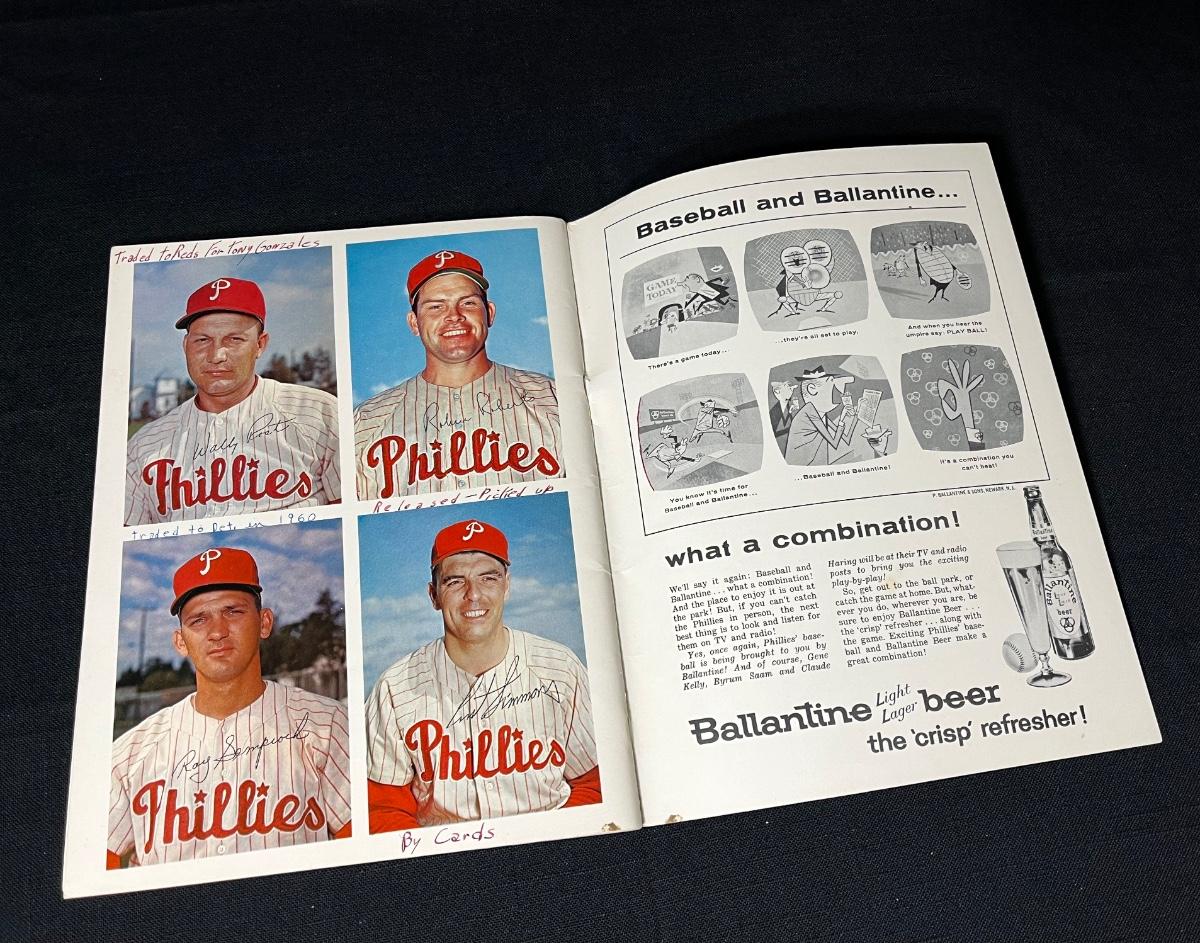 Traded to Reds For Tony Gonzales
P
Wally Post
Phillies
P
Robin Roberts
Phillies
traded to Det. in 1960
Released - Picked up
P
Ray Semproch
Phillies
P
Curt Simmons
Phillies
By Cards
Baseball and Ballantine...
GAME
TODAY
There's a game today...
...they're all set to play.
And when you hear the
umpire say: PLAY BALL!
You know it's time for
Baseball and Ballantine...
...Baseball and Ballantine!
It's a combination you
can't beat!
P. BALLANTINE & SONS, NEWARK, N. J.
what a combination!
We'll say it again: Baseball and
Ballantine... what a combination!
And the place to enjoy it is out at
the park! But, if you can't catch
the Phillies in person, the next
best thing is to look and listen for
them on TV and radio!
Yes, once again, Phillies' base-
ball is being brought to you by
Ballantine! And of course, Gene
Kelly, Byrum Saam and Claude
Haring will be at their TV and radio
posts to bring you the exciting
play-by-play!
So, get out to the ball park, or
catch the game at home. But, what-
ever you do, wherever you are, be
sure to enjoy Ballantine Beer...
the 'crisp' refresher... along with
the game. Exciting Phillies' base-
ball and Ballantine Beer make a
great combination!
Ballantine
beer
Ballantine Light Lager beer
the 'crisp' refresher!